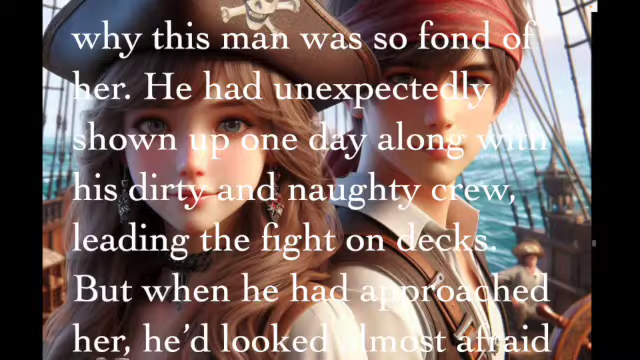 why this man was so fond of
her. He had unexpectedly
shown up one day along with
his dirty and naughty crew,
leading the fight on decks.
But when he had approached
her, he’d looked almost afraid